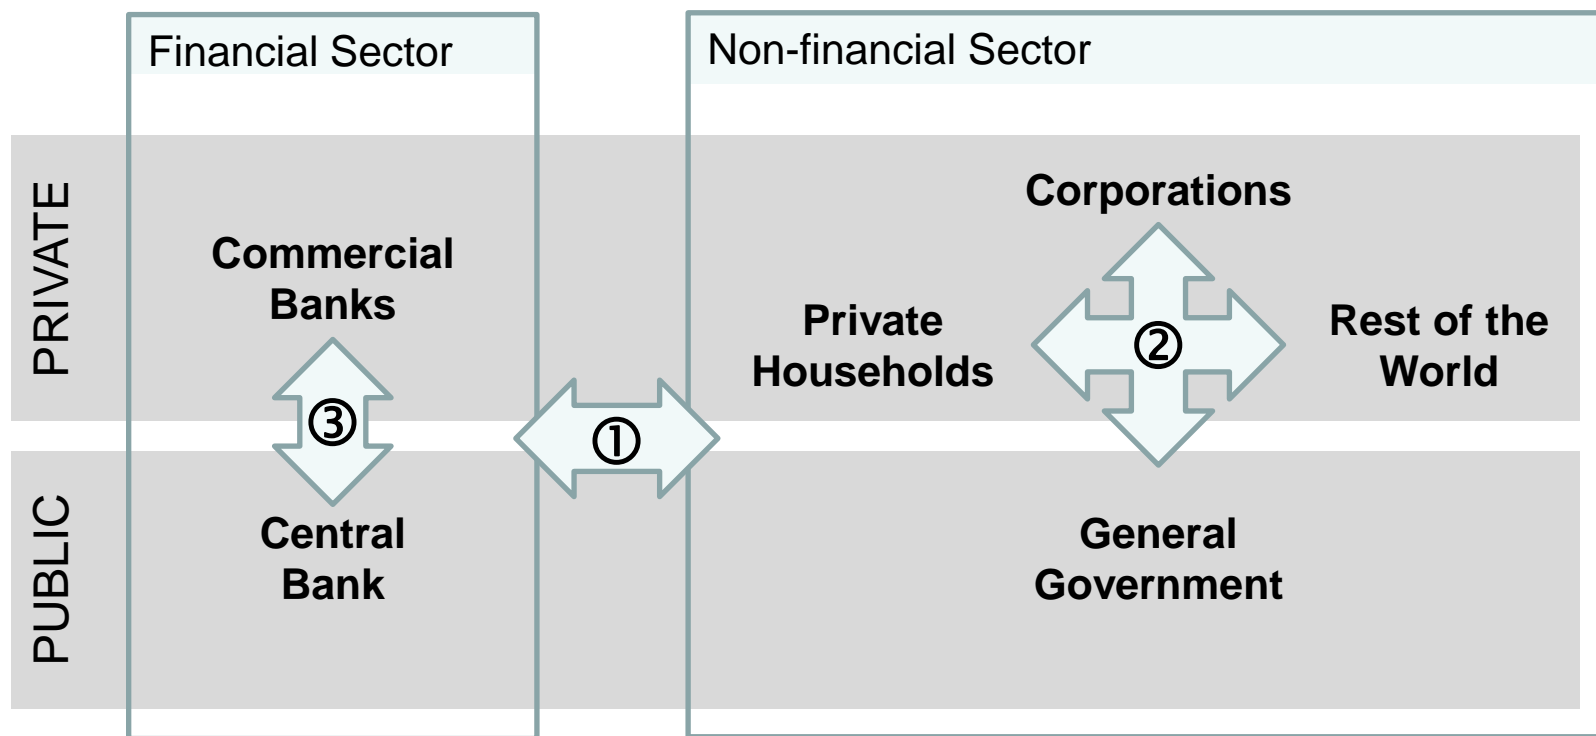 Financial Sector
Non-financial Sector
PRIVATE
Commercial
Banks
Corporations
Private
Households
②
Rest of the
World
③
①
PUBLIC
Central
Bank
General
Government